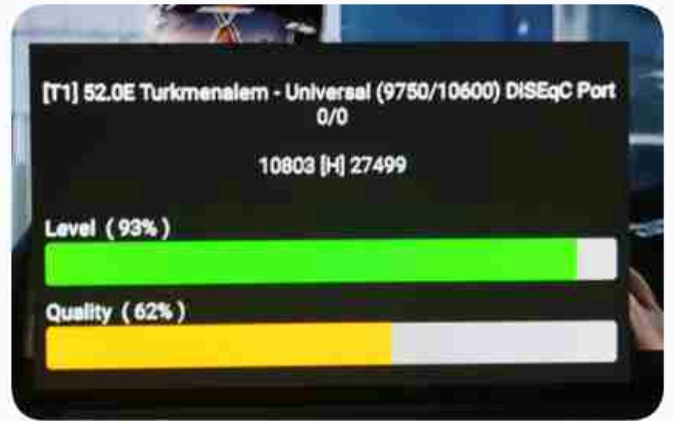 [T1] 52.0E Turkmenalem - Universal (9750/10600) DiSEqC Port
0/0
10803 [H] 27499
Level (93%)
Quality (62%)